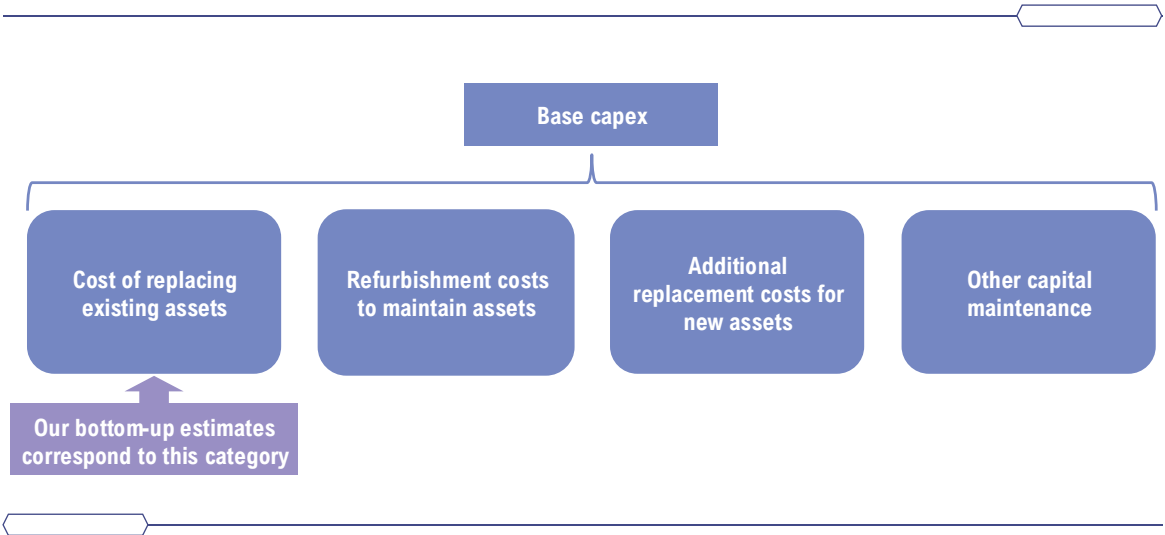 Base capex
Cost of replacing
existing assets
Refurbishment costs
to maintain assets
Additional
replacement costs for
new assets
Other capital
maintenance
Our bottom-up estimates
correspond to this category